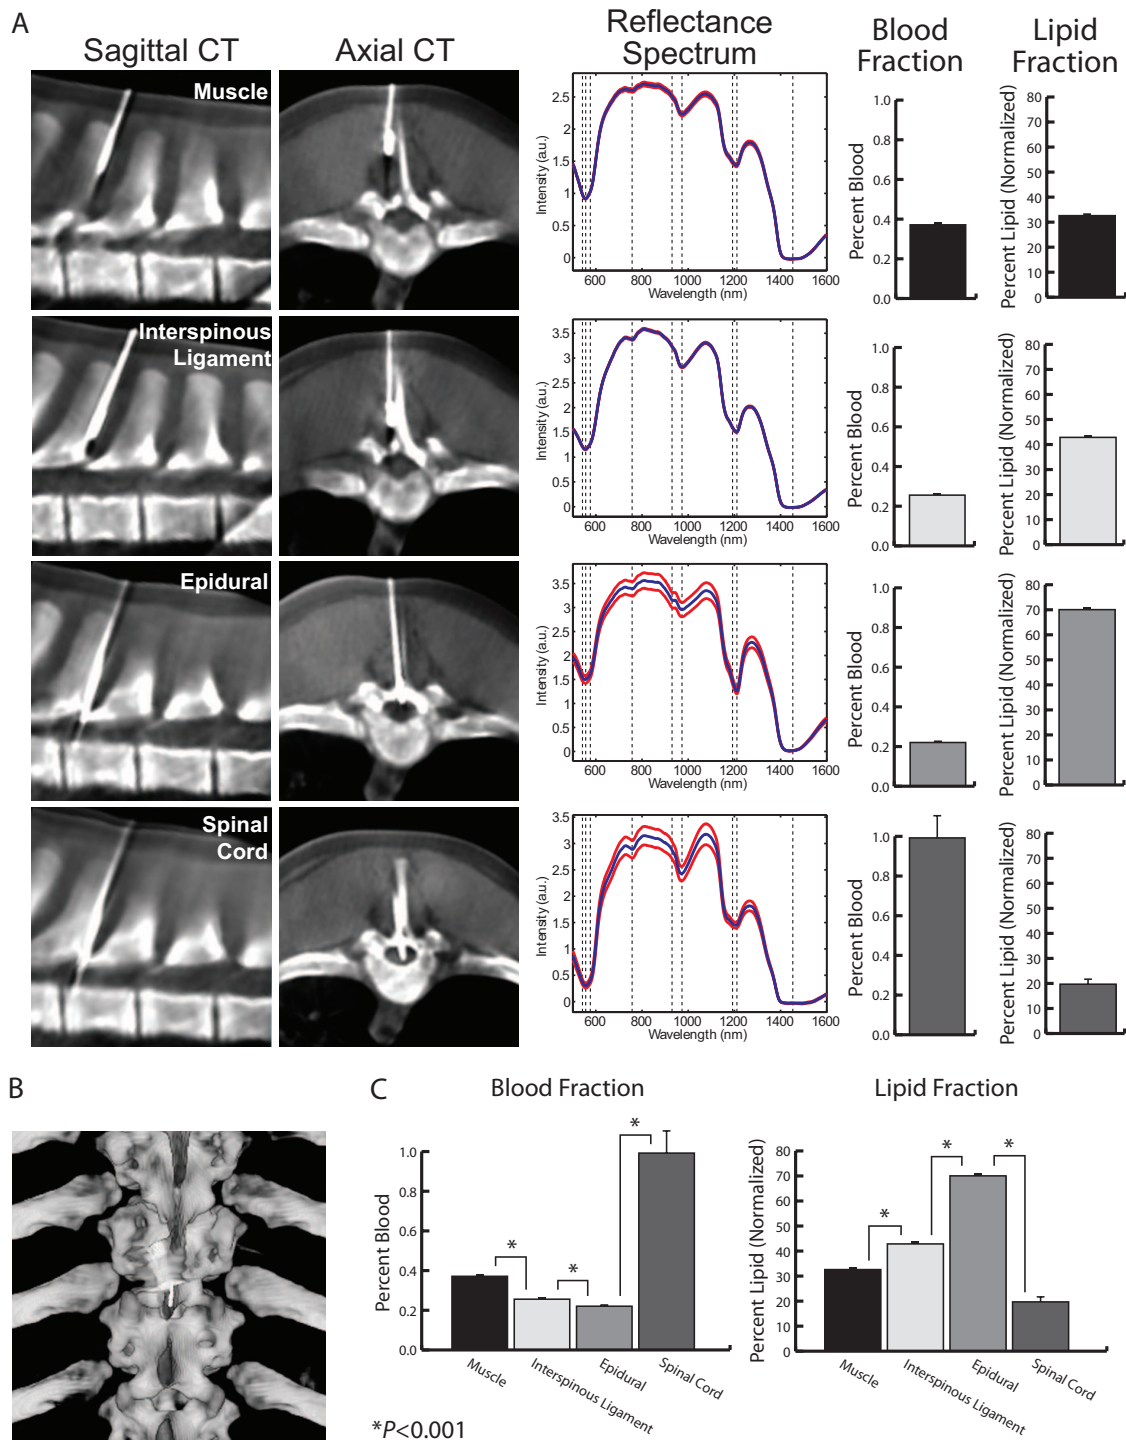 A
Sagittal CT
Axial CT
Reflectance
Spectrum
Blood
Fraction
Lipid
Fraction
Muscle
Intensity (a.u.)
2.5
2
1.5
1
0.5
0
600 800 1000 1200 1400 1600
Wavelength (nm)
Percent Blood
1.0
0.8
0.6
0.4
0.2
0.0
Percent Lipid (Normalized)
80
70
60
50
40
30
20
10
0
Interspinous
Ligament
Intensity (a.u.)
3.5
3
2.5
2
1.5
1
0.5
0
600 800 1000 1200 1400 1600
Wavelength (nm)
Percent Blood
1.0
0.8
0.6
0.4
0.2
0.0
Percent Lipid (Normalized)
80
70
60
50
40
30
20
10
0
Epidural
Intensity (a.u.)
3.5
3
2.5
2
1.5
1
0.5
0
600 800 1000 1200 1400 1600
Wavelength (nm)
Percent Blood
1.0
0.8
0.6
0.4
0.2
0.0
Percent Lipid (Normalized)
80
70
60
50
40
30
20
10
0
Spinal
Cord
Intensity (a.u.)
3.5
3
2.5
2
1.5
1
0.5
0
600 800 1000 1200 1400 1600
Wavelength (nm)
Percent Blood
1.0
0.8
0.6
0.4
0.2
0.0
Percent Lipid (Normalized)
80
70
60
50
40
30
20
10
0
B
C
Blood Fraction
Percent Blood
1.0
0.8
0.6
0.4
0.2
0.0
*
*
*
Muscle
Interspinous Ligament
Epidural
Spinal Cord
*P<0.001
Lipid Fraction
Percent Lipid (Normalized)
80
70
60
50
40
30
20
10
0
*
*
*
Muscle
Interspinous Ligament
Epidural
Spinal Cord